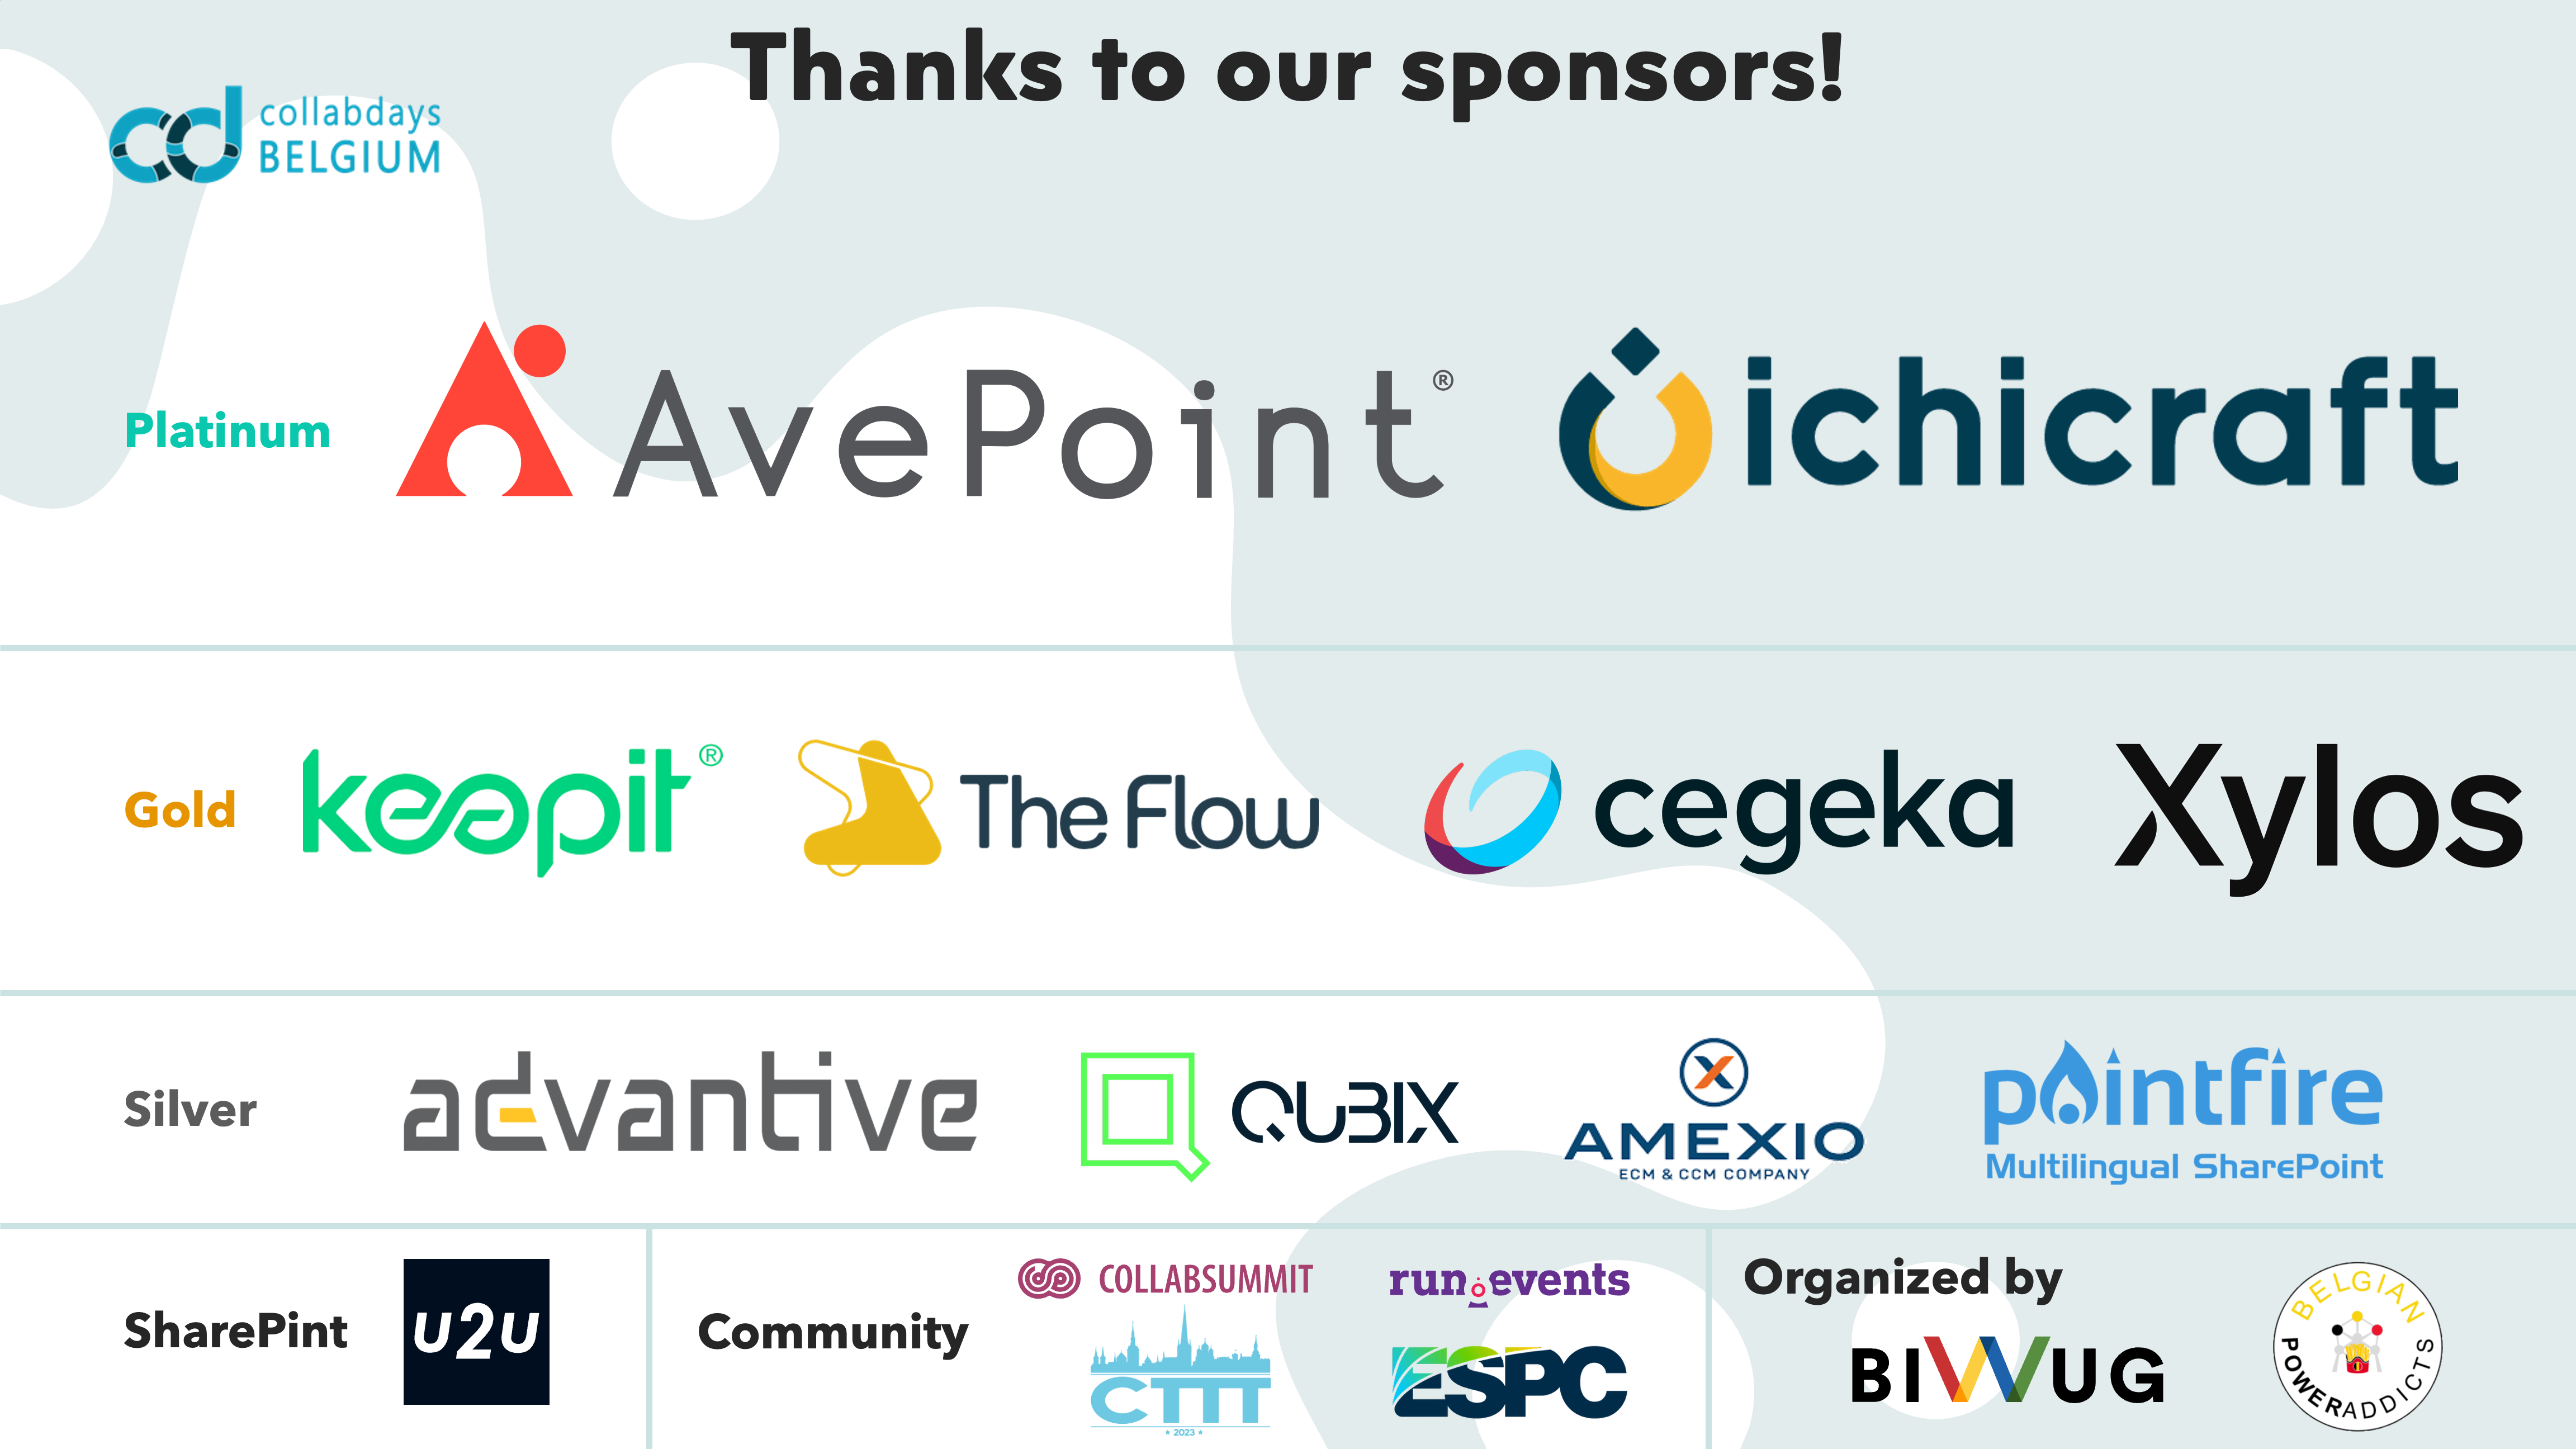 Thanks to our sponsors!
cd collabdays
BELGIUM
Platinum
AvePoint®
ichicraft
Gold
keepit®
The Flow
cegeka
Xylos
Silver
advantive
QUBIX
AMEXIO
ECM & CCM COMPANY
pointfire
Multilingual SharePoint
SharePint
U2U
Community
COLLABSUMMIT
run.events
CTTT
* 2023 *
ESPC
Organized by
BIWUG
BELGIAN
POWERADDICTS